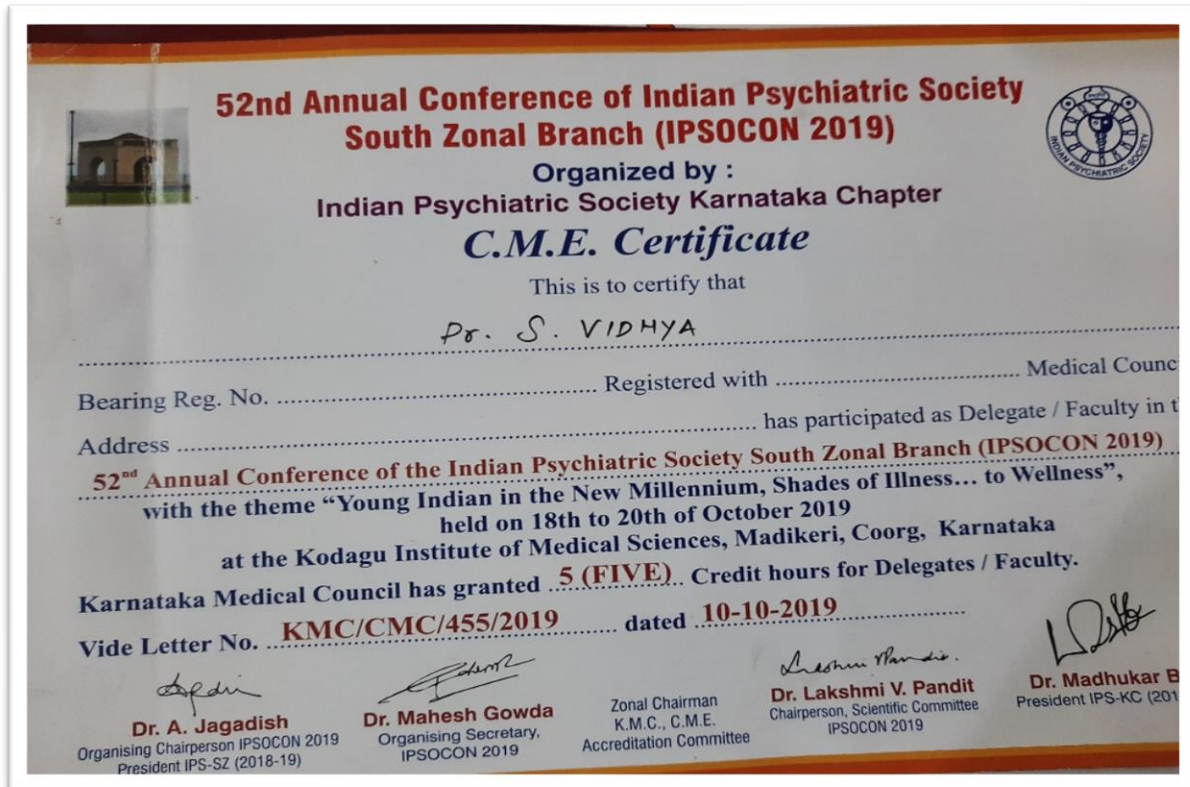 52nd Annual Conference of Indian Psychiatric Society
South Zonal Branch (IPSOCON 2019)
INDIAN PSYCHIATRIC SOCIETY
Organized by :
Indian Psychiatric Society Karnataka Chapter
C.M.E. Certificate
This is to certify that
Dr. S. VIDHYA
Bearing Reg. No. .......... Registered with .......... Medical Counc
Address .......... has participated as Delegate / Faculty in t
52nd Annual Conference of the Indian Psychiatric Society South Zonal Branch (IPSOCON 2019)
with the theme “Young Indian in the New Millennium, Shades of Illness... to Wellness”,
held on 18th to 20th of October 2019
at the Kodagu Institute of Medical Sciences, Madikeri, Coorg, Karnataka
Karnataka Medical Council has granted 5 (FIVE) Credit hours for Delegates / Faculty.
Vide Letter No. KMC/CMC/455/2019 dated 10-10-2019
Dr. A. Jagadish
Organising Chairperson IPSOCON 2019
President IPS-SZ (2018-19)
Dr. Mahesh Gowda
Organising Secretary,
IPSOCON 2019
Zonal Chairman
K.M.C., C.M.E.
Accreditation Committee
Dr. Lakshmi V. Pandit
Chairperson, Scientific Committee
IPSOCON 2019
Dr. Madhukar B
President IPS-KC (201